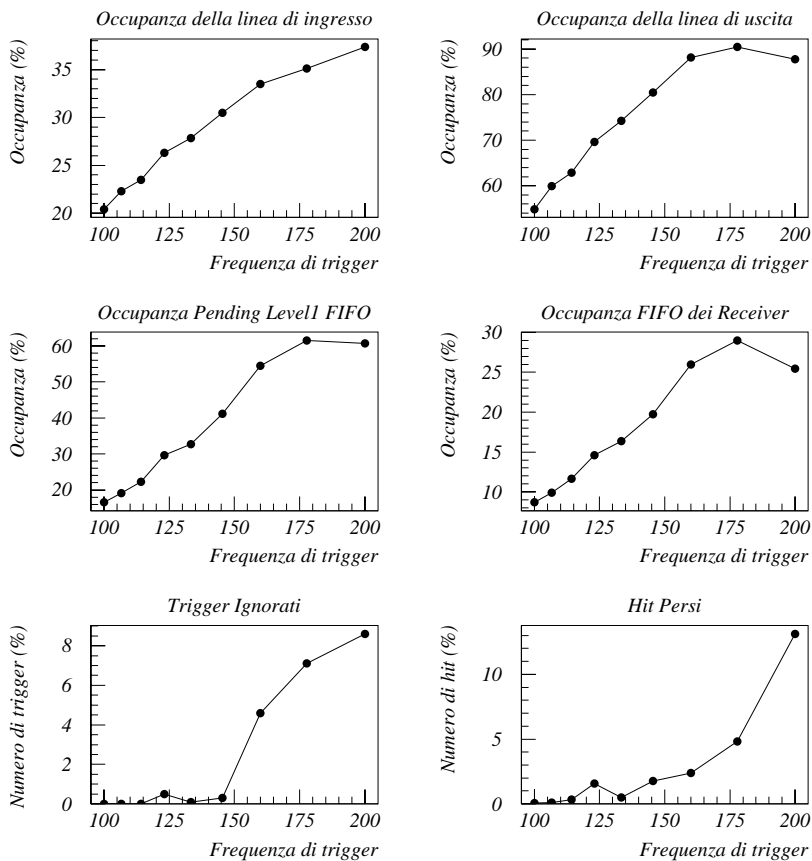 Occupanza della linea di ingresso
Occupanza (%)
35
30
25
20
100 125 150 175 200
Frequenza di trigger
Occupanza della linea di uscita
Occupanza (%)
90
80
70
60
100 125 150 175 200
Frequenza di trigger
Occupanza Pending Level1 FIFO
Occupanza (%)
60
50
40
30
20
100 125 150 175 200
Frequenza di trigger
Occupanza FIFO dei Receiver
Occupanza (%)
30
25
20
15
10
100 125 150 175 200
Frequenza di trigger
Trigger Ignorati
Numero di trigger (%)
8
6
4
2
0
100 125 150 175 200
Frequenza di trigger
Hit Persi
Numero di hit (%)
10
5
0
100 125 150 175 200
Frequenza di trigger